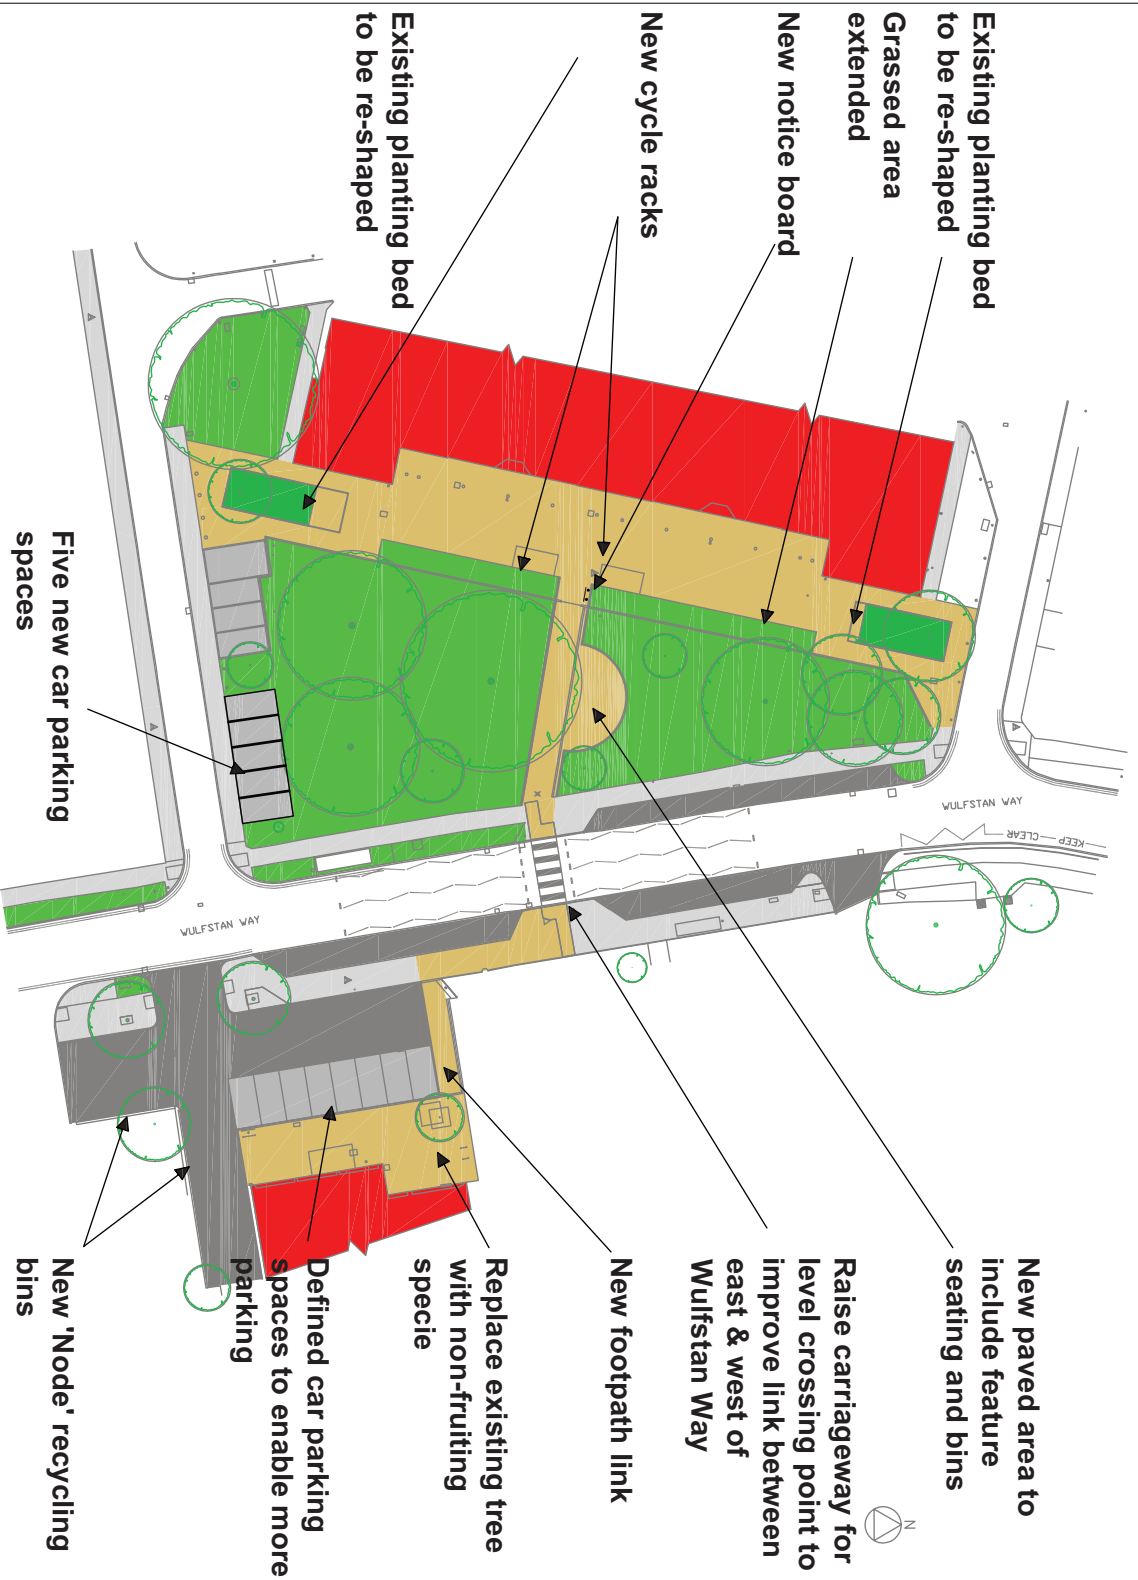 Existing planting bed
to be re-shaped
Grassed area
extended
New notice board
New cycle racks
Existing planting bed
to be re-shaped
Five new car parking
spaces
WULFSTAN WAY
KEEP CLEAR
WULFSTAN WAY
New paved area to
include feature
seating and bins
Raise carriageway for
level crossing point to
improve link between
east & west of
Wulfstan Way
New footpath link
Replace existing tree
with non-fruiting
specie
Defined car parking
spaces to enable more
parking
New 'Node' recycling
bins
N